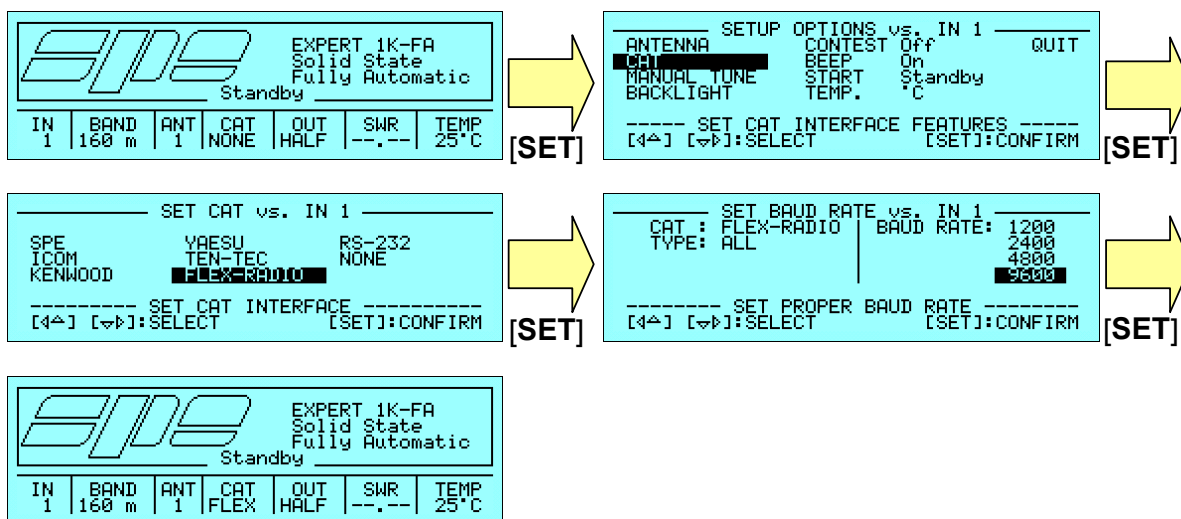 EXPERT 1K-FA
Solid State
Fully Automatic
Standby
IN BAND ANT CAT OUT SWR TEMP
1 160 m 1 NONE HALF --.-- 25°C
[SET]
SETUP OPTIONS vs. IN 1
ANTENNA CONTEST Off QUIT
CAT BEEP On
MANUAL TUNE START Standby
BACKLIGHT TEMP. °C
----- SET CAT INTERFACE FEATURES -----
[◁△] [▽▷]:SELECT [SET]:CONFIRM
[SET]
SET CAT vs. IN 1
SPE YAESU RS-232
ICOM TEN-TEC NONE
KENWOOD FLEX-RADIO
--------- SET CAT INTERFACE ---------
[◁△] [▽▷]:SELECT [SET]:CONFIRM
[SET]
SET BAUD RATE vs. IN 1
CAT : FLEX-RADIO BAUD RATE: 1200
TYPE: ALL 2400
4800
9600
-------- SET PROPER BAUD RATE --------
[◁△] [▽▷]:SELECT [SET]:CONFIRM
[SET]
EXPERT 1K-FA
Solid State
Fully Automatic
Standby
IN BAND ANT CAT OUT SWR TEMP
1 160 m 1 FLEX HALF --.-- 25°C